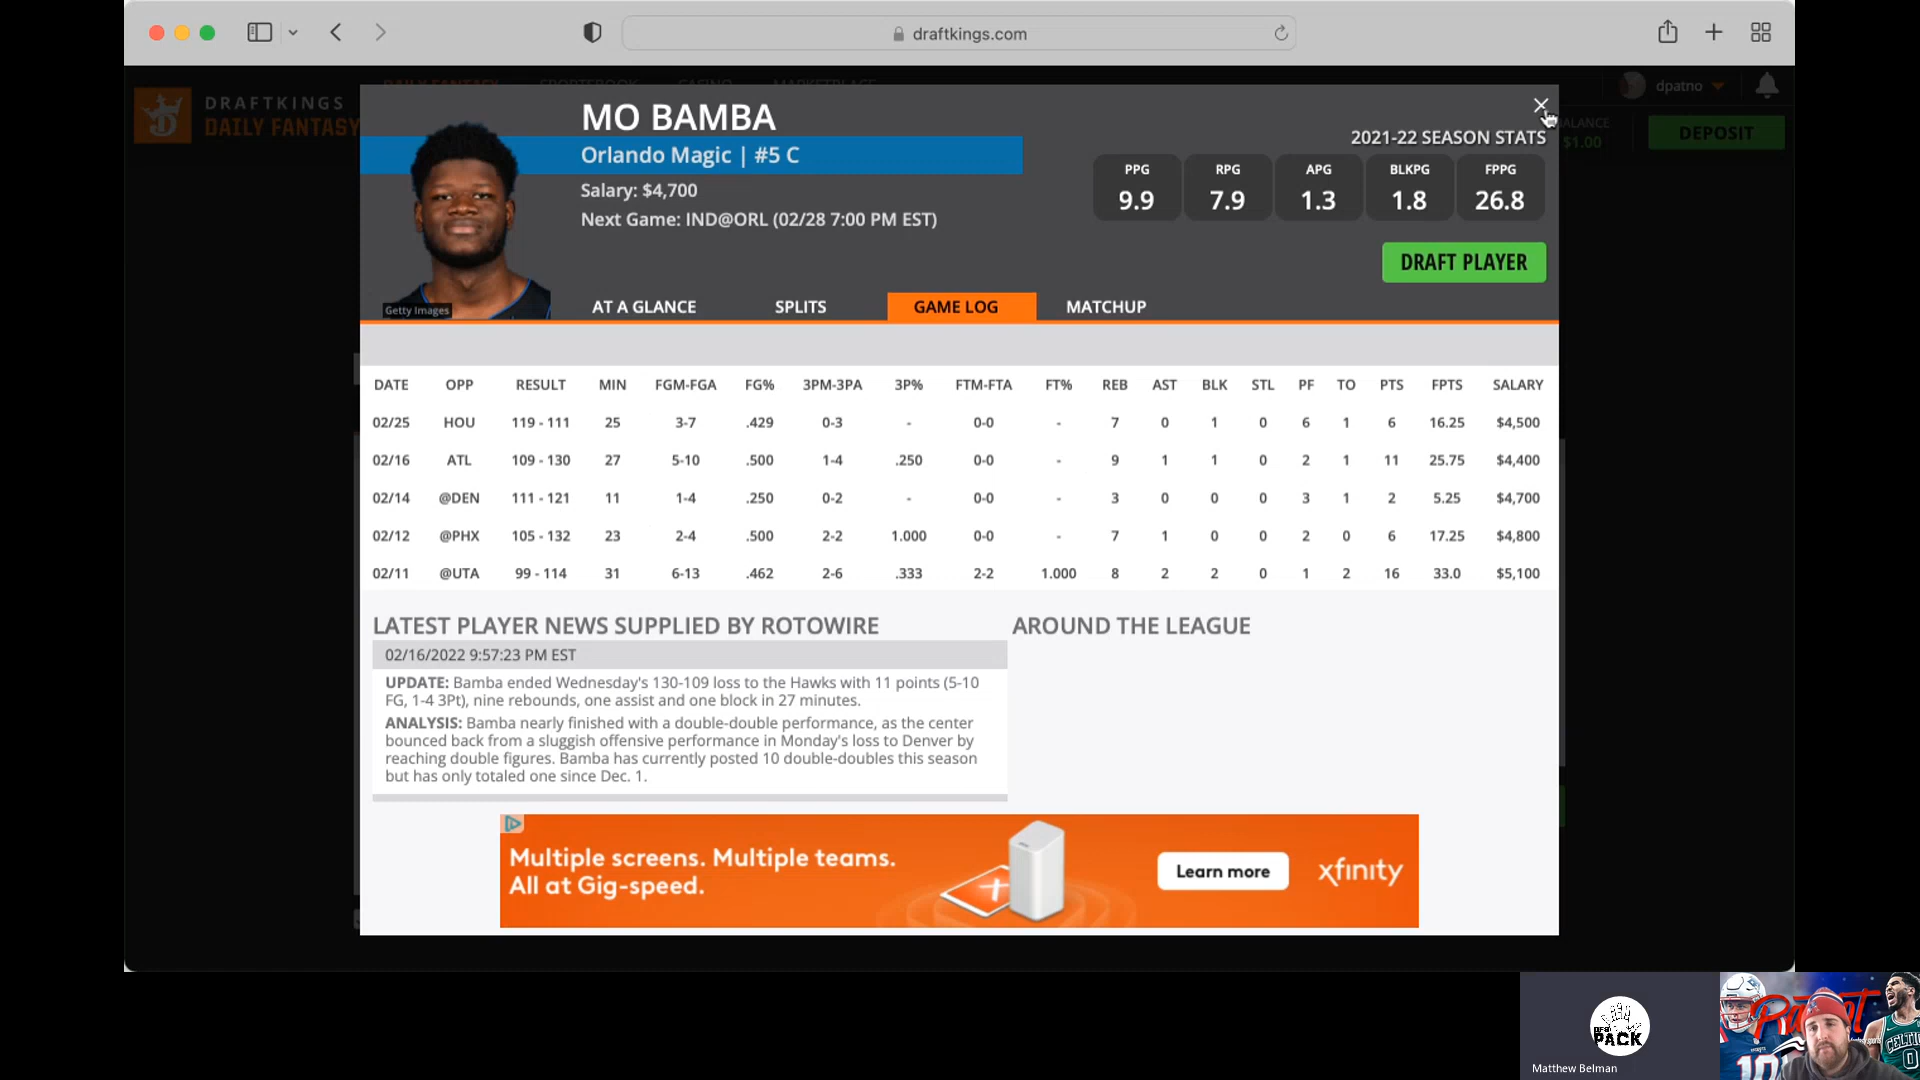 draftkings.com
DRAFTKINGS
DAILY FANTASY
dpatno
$1.00
DEPOSIT
MO BAMBA
Orlando Magic | #5 C
Salary: $4,700
Next Game: IND@ORL (02/28 7:00 PM EST)
Getty Images
2021-22 SEASON STATS
PPG RPG APG BLKPG FPPG
9.9 7.9 1.3 1.8 26.8
DRAFT PLAYER
AT A GLANCE SPLITS GAME LOG MATCHUP
DATE OPP RESULT MIN FGM-FGA FG% 3PM-3PA 3P% FTM-FTA FT% REB AST BLK STL PF TO PTS FPTS SALARY
02/25 HOU 119 - 111 25 3-7 .429 0-3 - 0-0 - 7 0 1 0 6 1 6 16.25 $4,500
02/16 ATL 109 - 130 27 5-10 .500 1-4 .250 0-0 - 9 1 1 0 2 1 11 25.75 $4,400
02/14 @DEN 111 - 121 11 1-4 .250 0-2 - 0-0 - 3 0 0 0 3 1 2 5.25 $4,700
02/12 @PHX 105 - 132 23 2-4 .500 2-2 1.000 0-0 - 7 1 0 0 2 0 6 17.25 $4,800
02/11 @UTA 99 - 114 31 6-13 .462 2-6 .333 2-2 1.000 8 2 2 0 1 2 16 33.0 $5,100
LATEST PLAYER NEWS SUPPLIED BY ROTOWIRE
AROUND THE LEAGUE
02/16/2022 9:57:23 PM EST
UPDATE: Bamba ended Wednesday's 130-109 loss to the Hawks with 11 points (5-10
FG, 1-4 3Pt), nine rebounds, one assist and one block in 27 minutes.
ANALYSIS: Bamba nearly finished with a double-double performance, as the center
bounced back from a sluggish offensive performance in Monday's loss to Denver by
reaching double figures. Bamba has currently posted 10 double-doubles this season
but has only totaled one since Dec. 1.
Multiple screens. Multiple teams.
All at Gig-speed.
Learn more
xfinity
PACK
Matthew Belman